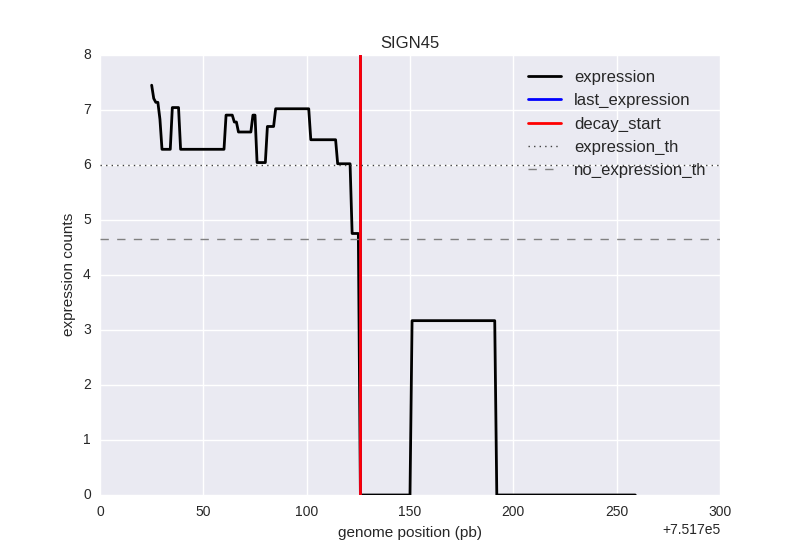 SIGN45
8
7
6
5
4
3
2
1
0
expression counts
expression
last_expression
decay_start
expression_th
no_expression_th
0 50 100 150 200 250 300
+7.517e5
genome position (pb)